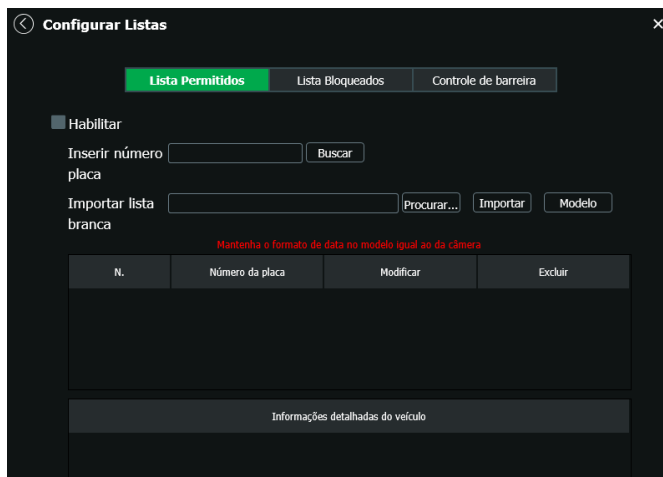 Configurar Listas
Lista Permitidos Lista Bloqueados Controle de barreira
Habilitar
Inserir número
placa
Buscar
Importar lista
branca
Procurar... Importar Modelo
Mantenha o formato de data no modelo igual ao da câmera
N. Número da placa Modificar Excluir
Informações detalhadas do veículo